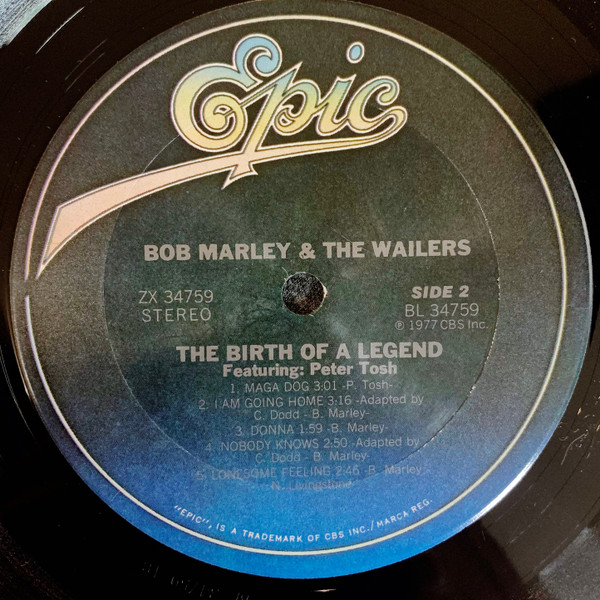 Epic
BOB MARLEY & THE WAILERS
ZX 34759
STEREO
SIDE 2
BL 34759
℗ 1977 CBS Inc.
THE BIRTH OF A LEGEND
Featuring: Peter Tosh
1. MAGA DOG 3:01 -P. Tosh-
2. I AM GOING HOME 3:16 -Adapted by
C. Dodd - B. Marley-
3. DONNA 1:59 -B. Marley-
4. NOBODY KNOWS 2:50 -Adapted by
C. Dodd - B. Marley-
5. LONESOME FEELING 2:46 -B. Marley-
N. Livingstone-
"EPIC", IS A TRADEMARK OF CBS INC./MARCA REG.